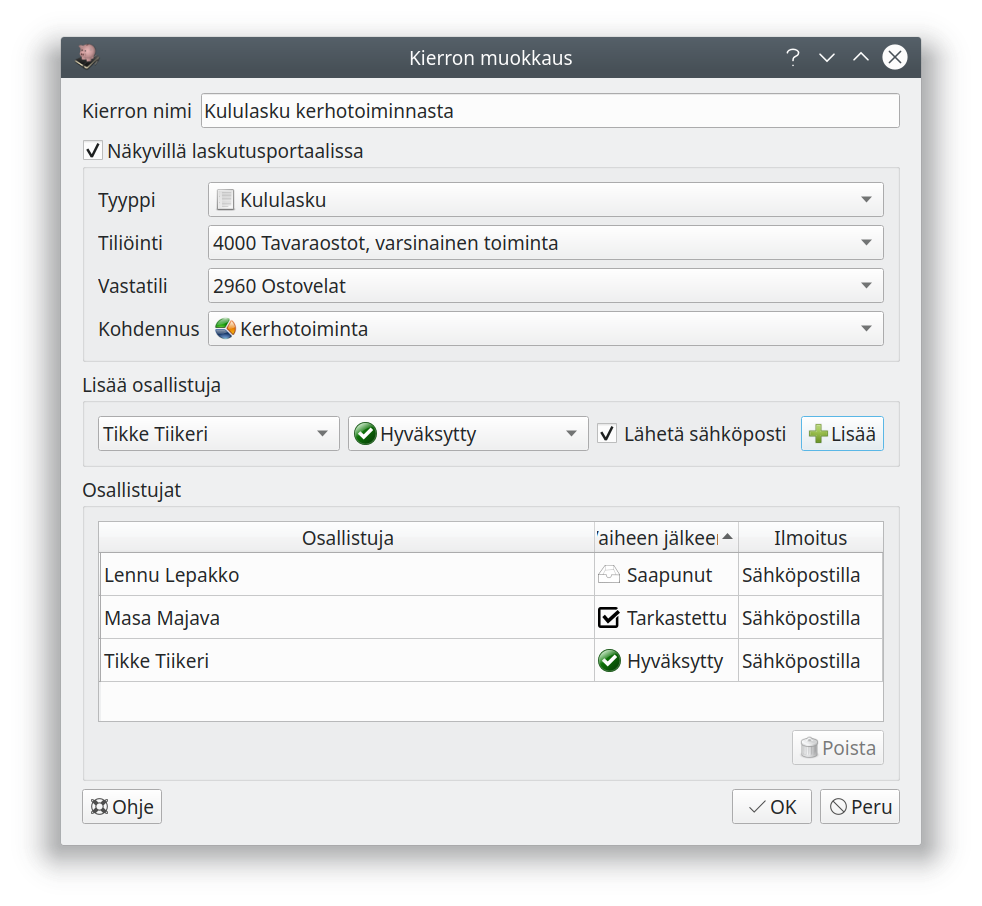 Kierron muokkaus
Kierron nimi Kululasku kerhotoiminnasta
Näkyvillä laskutusportaalissa
Tyyppi Kululasku
Tiliöinti 4000 Tavaraostot, varsinainen toiminta
Vastatili 2960 Ostovelat
Kohdennus Kerhotoiminta
Lisää osallistuja
Tikke Tiikeri Hyväksytty Lähetä sähköposti Lisää
Osallistujat
Osallistuja aiheen jälkee Ilmoitus
Lennu Lepakko Saapunut Sähköpostilla
Masa Majava Tarkastettu Sähköpostilla
Tikke Tiikeri Hyväksytty Sähköpostilla
Poista
Ohje OK Peru